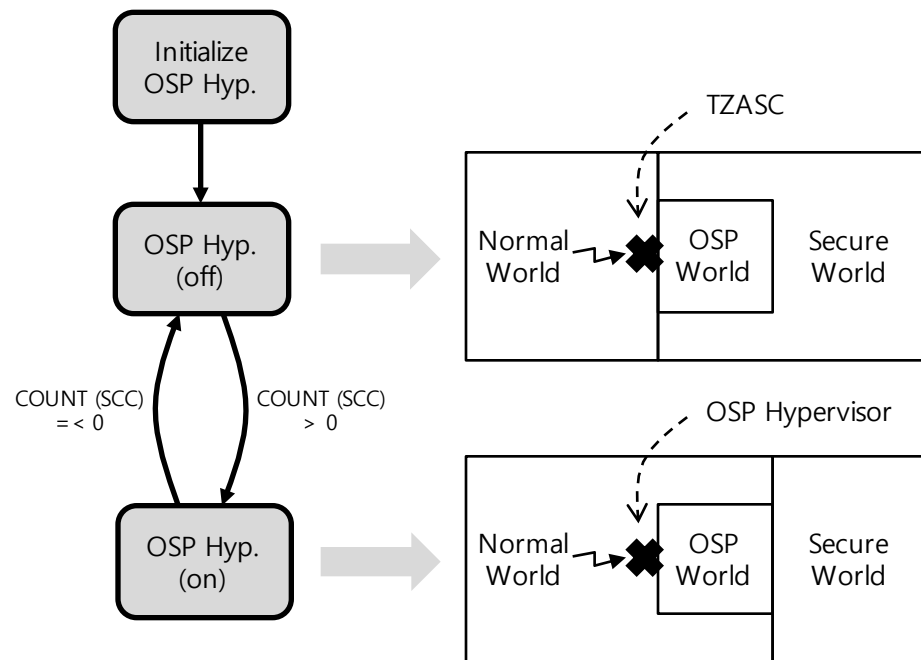 Initialize
OSP Hyp.
OSP Hyp.
(off)
COUNT (SCC)
= < 0
COUNT (SCC)
> 0
OSP Hyp.
(on)
TZASC
Normal
World
OSP
World
Secure
World
OSP Hypervisor
Normal
World
OSP
World
Secure
World